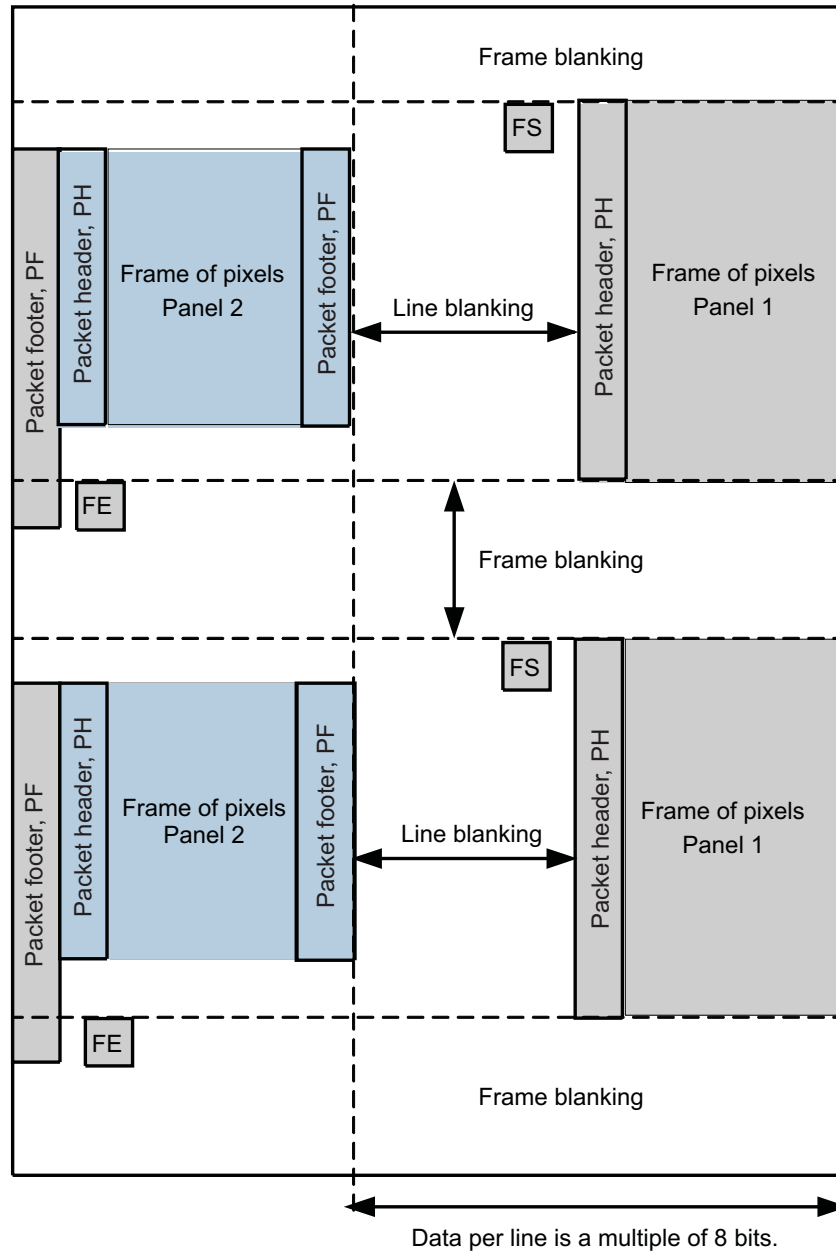 Frame blanking
FS
Packet footer, PF
Packet header, PH
Frame of pixels
Panel 2
Packet footer, PF
Line blanking
Packet header, PH
Frame of pixels
Panel 1
FE
Frame blanking
FS
Packet footer, PF
Packet header, PH
Frame of pixels
Panel 2
Packet footer, PF
Line blanking
Packet header, PH
Frame of pixels
Panel 1
FE
Frame blanking
Data per line is a multiple of 8 bits.